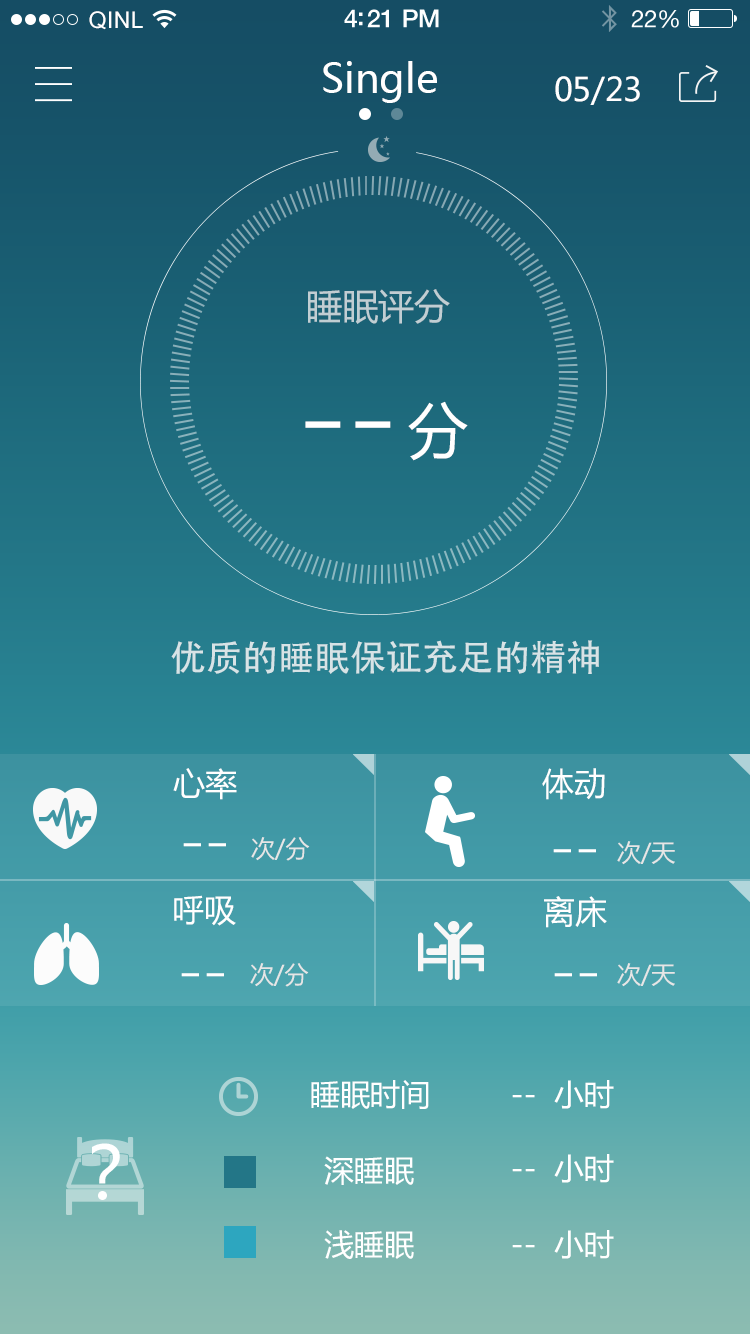 QINL 4:21 PM 22%
Single
05/23
睡眠评分
-- 分
优质的睡眠保证充足的精神
心率
-- 次/分
体动
-- 次/天
呼吸
-- 次/分
离床
-- 次/天
睡眠时间 -- 小时
?
深睡眠 -- 小时
浅睡眠 -- 小时